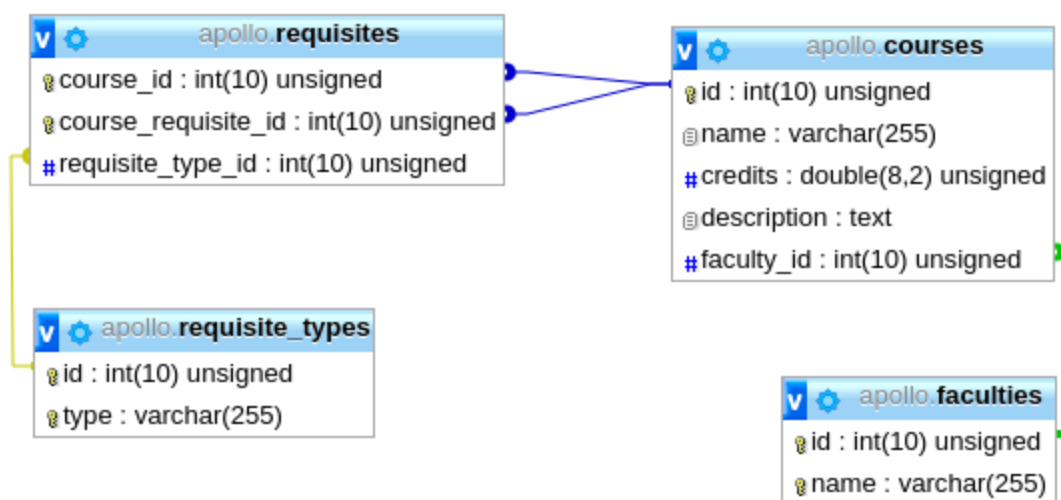 v apollo.requisites
course_id : int(10) unsigned
course_requisite_id : int(10) unsigned
# requisite_type_id : int(10) unsigned
v apollo.courses
id : int(10) unsigned
name : varchar(255)
# credits : double(8,2) unsigned
description : text
# faculty_id : int(10) unsigned
v apollo.requisite_types
id : int(10) unsigned
type : varchar(255)
v apollo.faculties
id : int(10) unsigned
name : varchar(255)